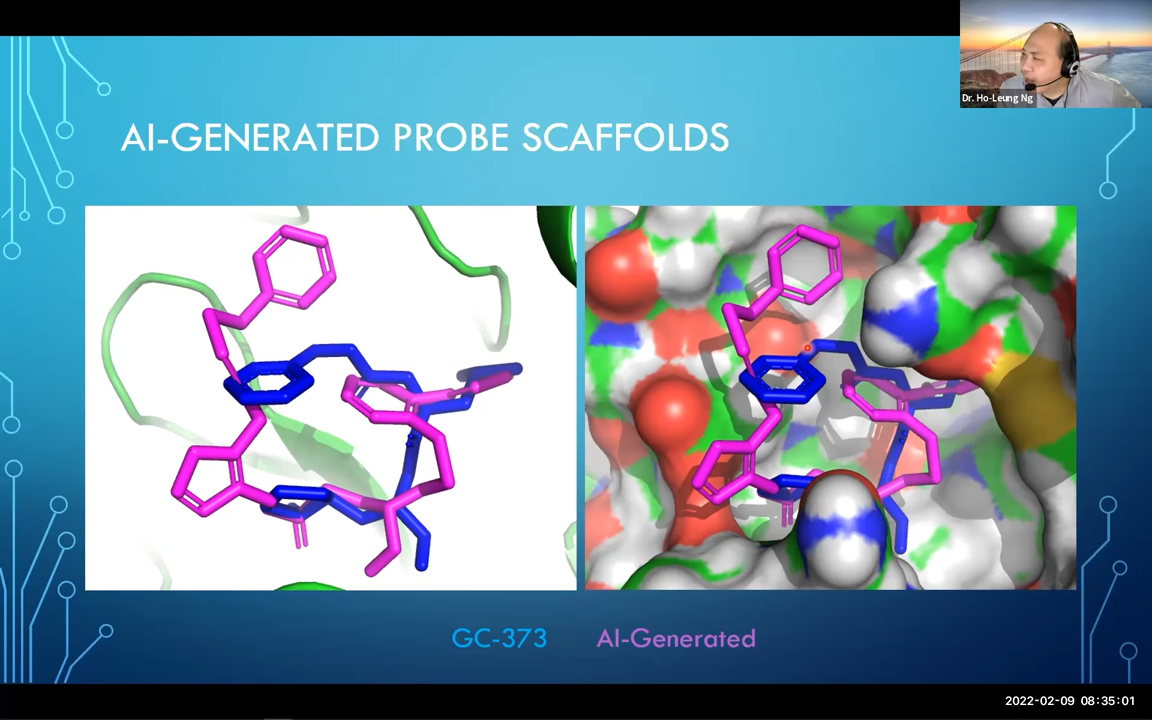 Dr. Ho-Leung Ng
AI-GENERATED PROBE SCAFFOLDS
GC-373 AI-Generated
2022-02-09 08:35:01